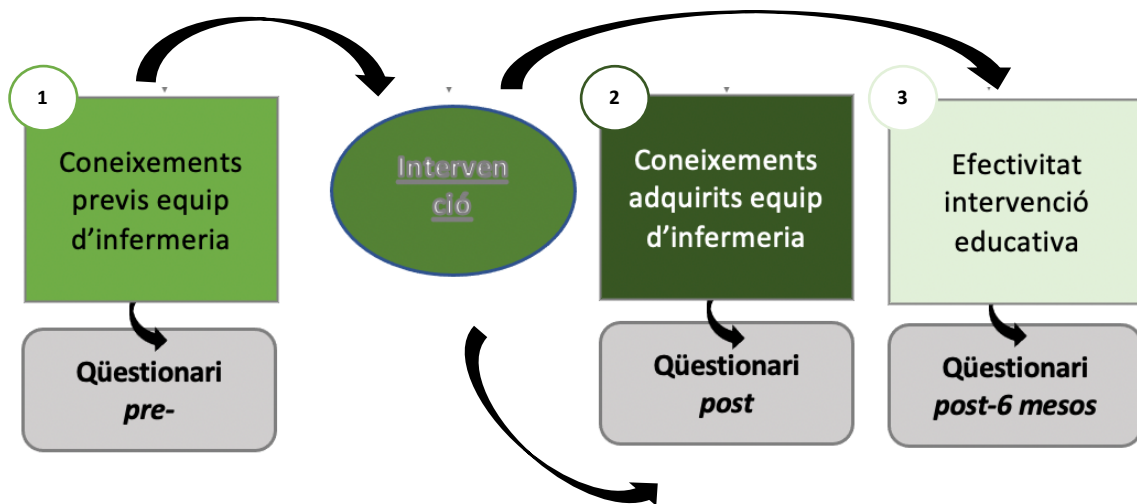 1
Coneixements
previs equip
d’infermeria
Qüestionari
pre-
Interven
ció
2
Coneixements
adquirits equip
d’infermeria
Qüestionari
post
3
Efectivitat
intervenció
educativa
Qüestionari
post-6 mesos